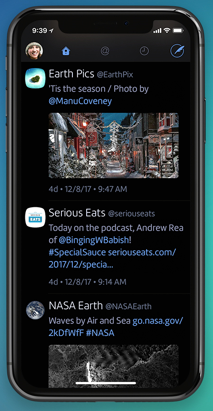 9:39
Earth Pics @EarthPix
'Tis the season / Photo by
@ManuCoveney
4d • 12/8/17 • 9:47 AM
Serious Eats @seriouseats
Today on the podcast, Andrew Rea
of @BingingWBabish!
#SpecialSauce seriouseats.com/
2017/12/specia...
4d • 12/8/17 • 9:14 AM
NASA Earth @NASAEarth
Waves by Air and Sea go.nasa.gov/
2kDfWfF #NASA